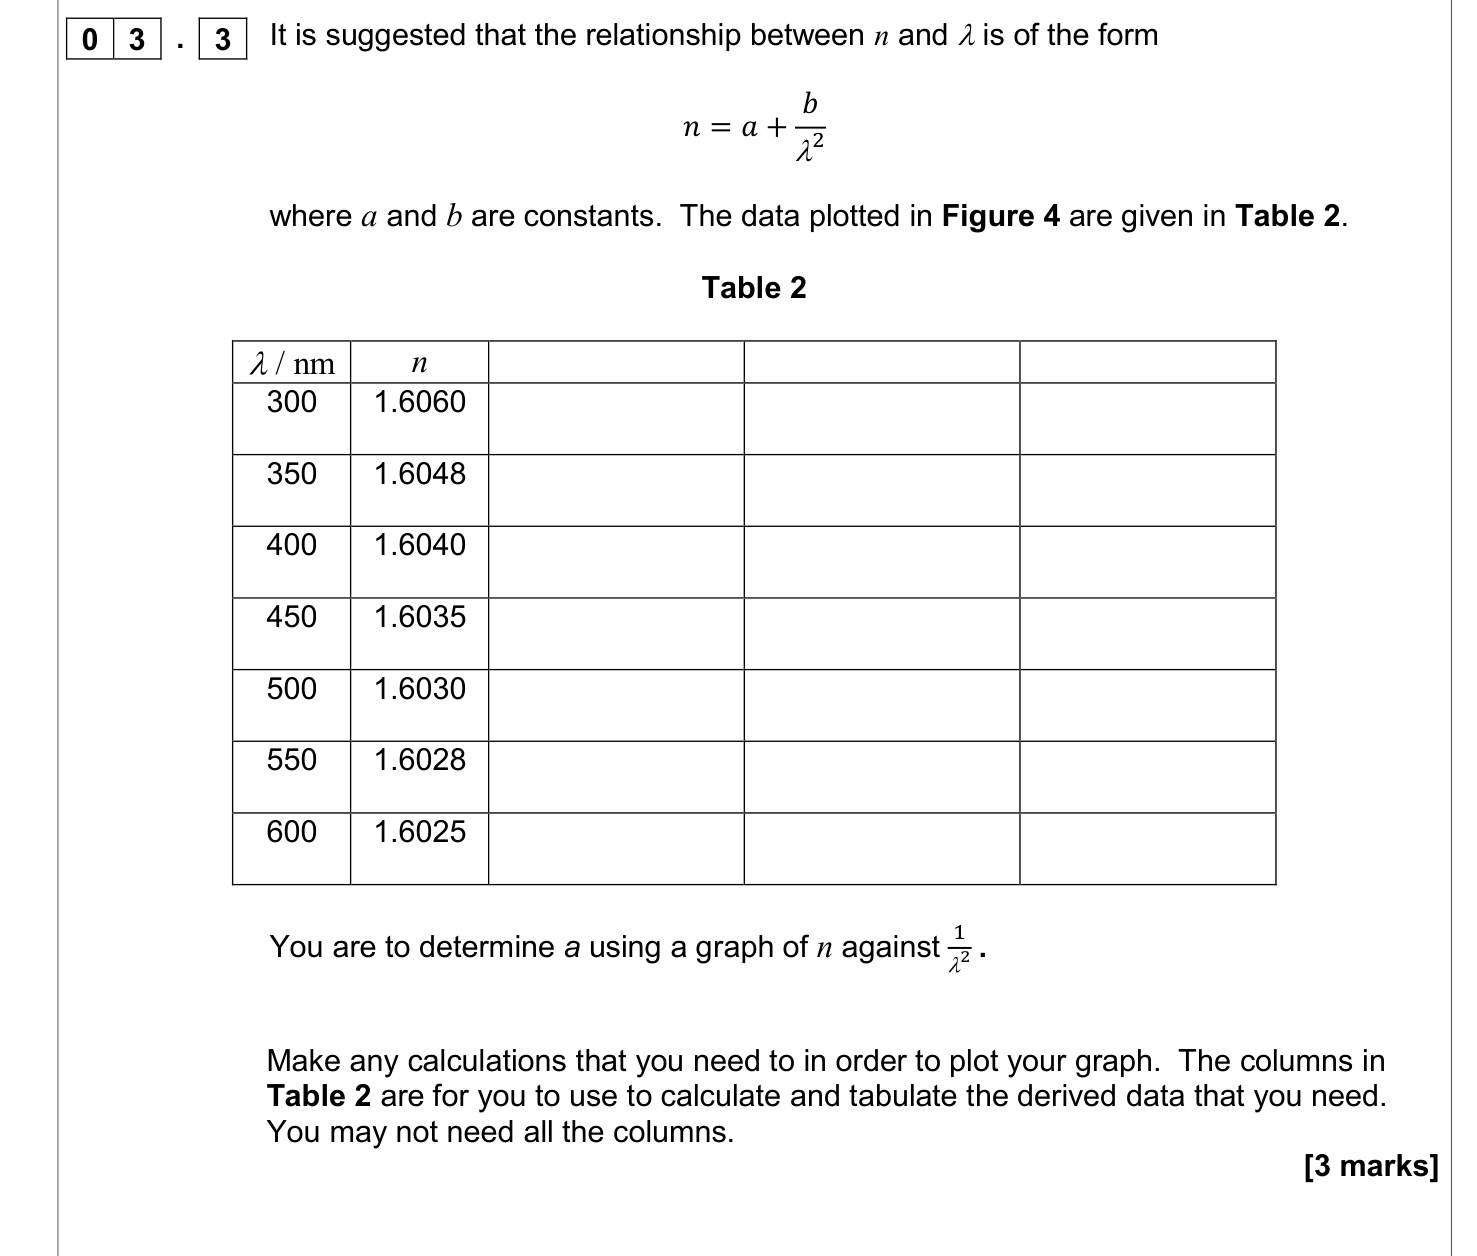 0 3 . 3 It is suggested that the relationship between n and λ is of the form
n = a + b/λ²
where a and b are constants. The data plotted in Figure 4 are given in Table 2.
Table 2
λ / nm n
300 1.6060
350 1.6048
400 1.6040
450 1.6035
500 1.6030
550 1.6028
600 1.6025
You are to determine a using a graph of n against 1/λ² .
Make any calculations that you need to in order to plot your graph. The columns in
Table 2 are for you to use to calculate and tabulate the derived data that you need.
You may not need all the columns.
[3 marks]